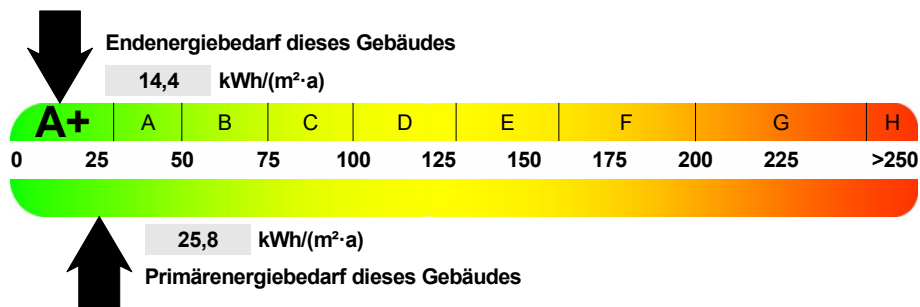 Endenergiebedarf dieses Gebäudes
14,4 kWh/(m²·a)
A+ A B C D E F G H
0 25 50 75 100 125 150 175 200 225 >250
25,8 kWh/(m²·a)
Primärenergiebedarf dieses Gebäudes